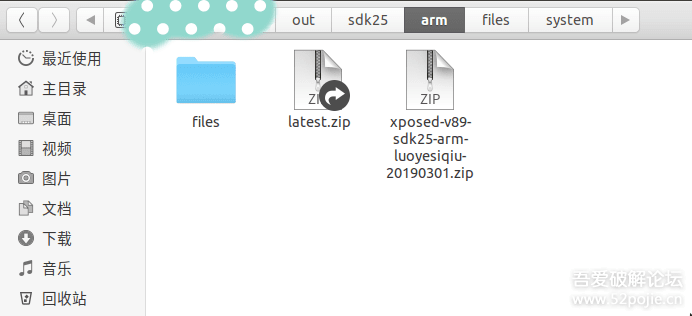 out
sdk25
arm
files
system
最近使用
主目录
桌面
视频
图片
文档
下载
音乐
回收站
files
ZIP
latest.zip
ZIP
xposed-v89-
sdk25-arm-
luoyesiqiu-
20190301.zip
吾爱破解论坛
www.52pojie.cn